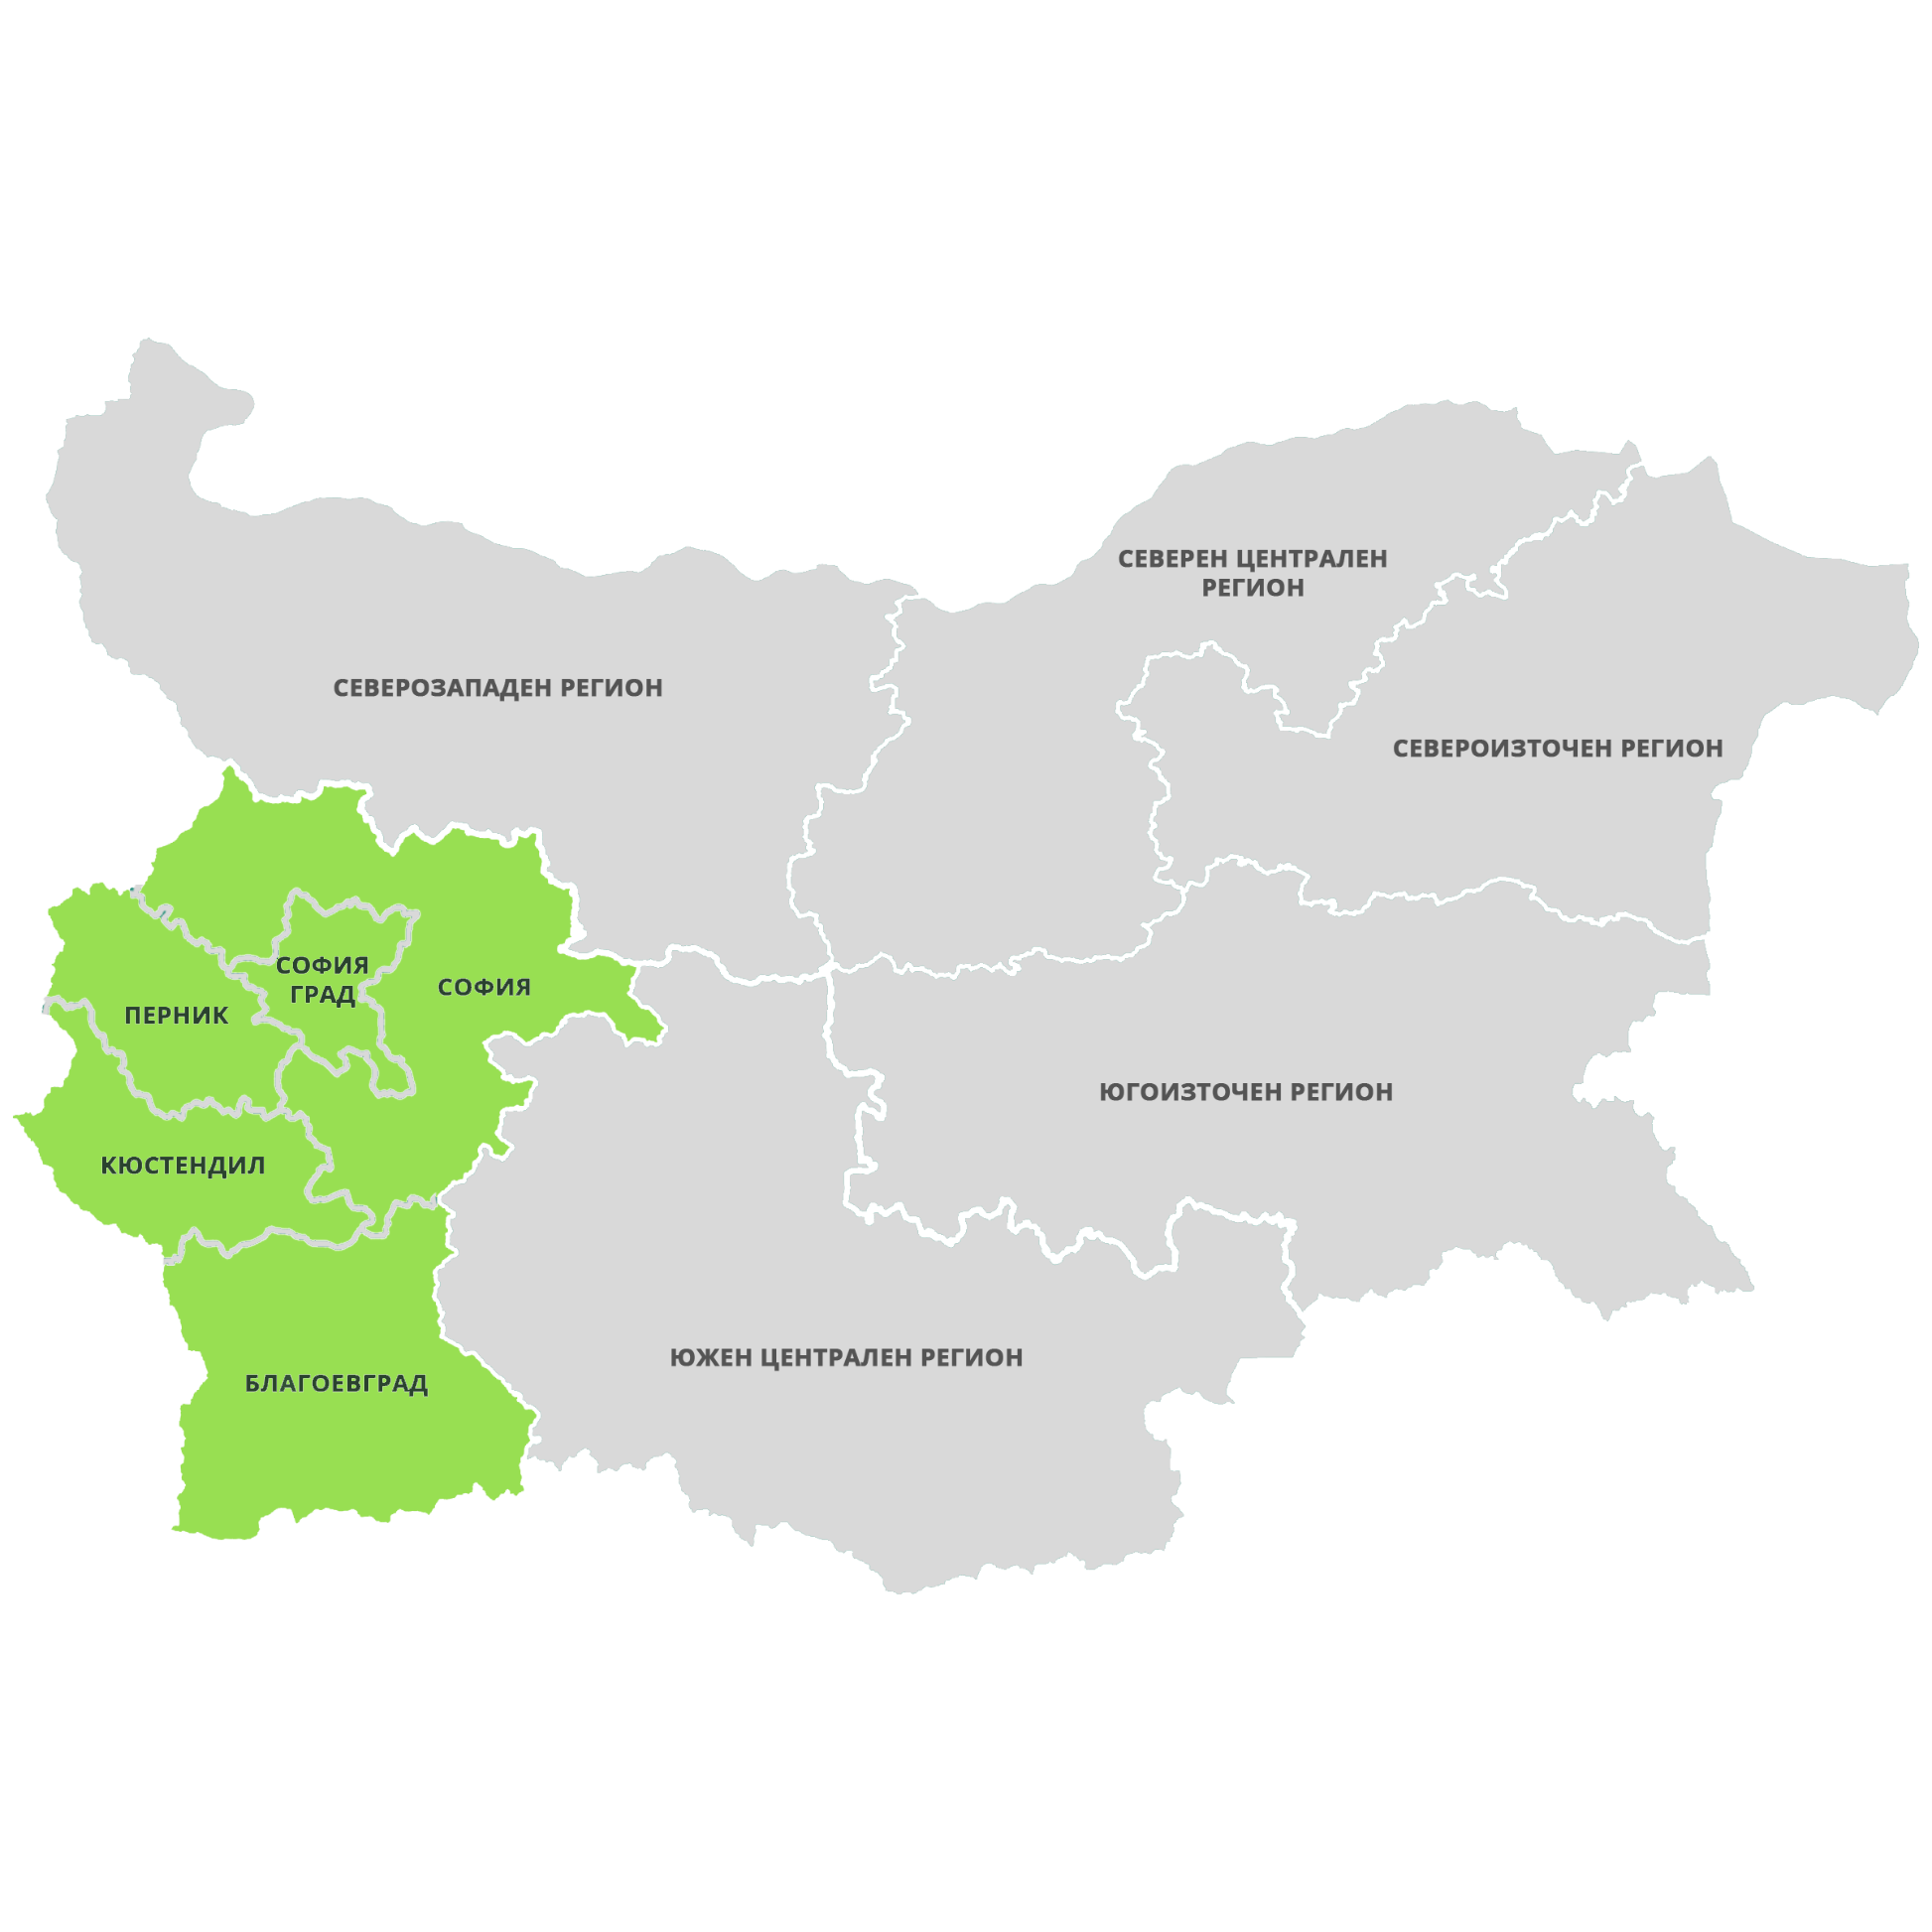 СЕВЕРЕН ЦЕНТРАЛЕН
РЕГИОН
СЕВЕРОЗАПАДЕН РЕГИОН
СЕВЕРОИЗТОЧЕН РЕГИОН
СОФИЯ
ГРАД
СОФИЯ
ПЕРНИК
ЮГОИЗТОЧЕН РЕГИОН
КЮСТЕНДИЛ
ЮЖЕН ЦЕНТРАЛЕН РЕГИОН
БЛАГОЕВГРАД